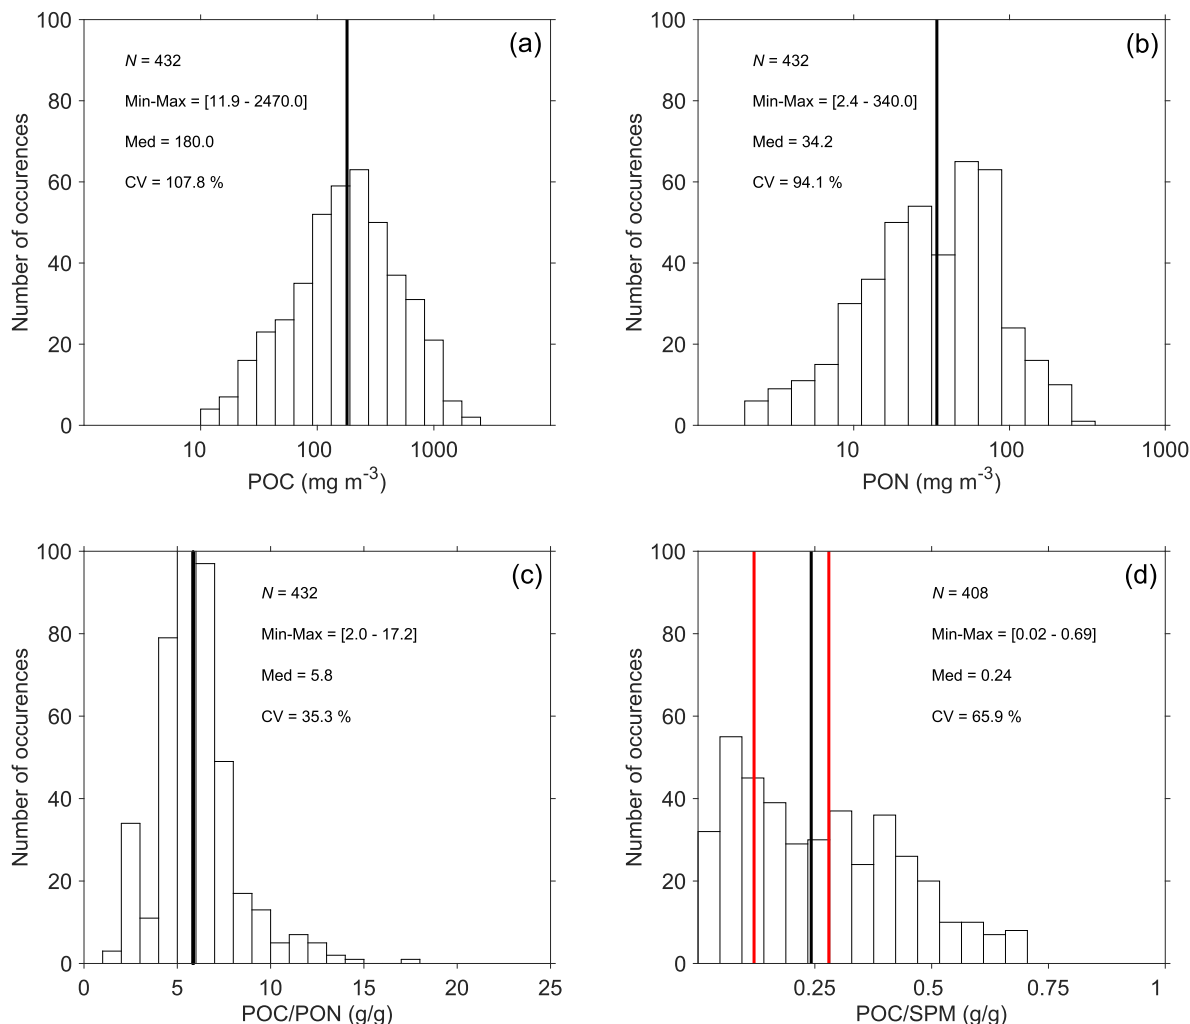 (a)
N = 432
Min-Max = [11.9 - 2470.0]
Med = 180.0
CV = 107.8 %
Number of occurences
0
20
40
60
80
100
10 100 1000
POC (mg m-3)
(b)
N = 432
Min-Max = [2.4 - 340.0]
Med = 34.2
CV = 94.1 %
Number of occurences
0
20
40
60
80
100
10 100 1000
PON (mg m-3)
(c)
N = 432
Min-Max = [2.0 - 17.2]
Med = 5.8
CV = 35.3 %
Number of occurences
0
20
40
60
80
100
0 5 10 15 20 25
POC/PON (g/g)
(d)
N = 408
Min-Max = [0.02 - 0.69]
Med = 0.24
CV = 65.9 %
Number of occurences
0
20
40
60
80
100
0.25 0.5 0.75 1
POC/SPM (g/g)